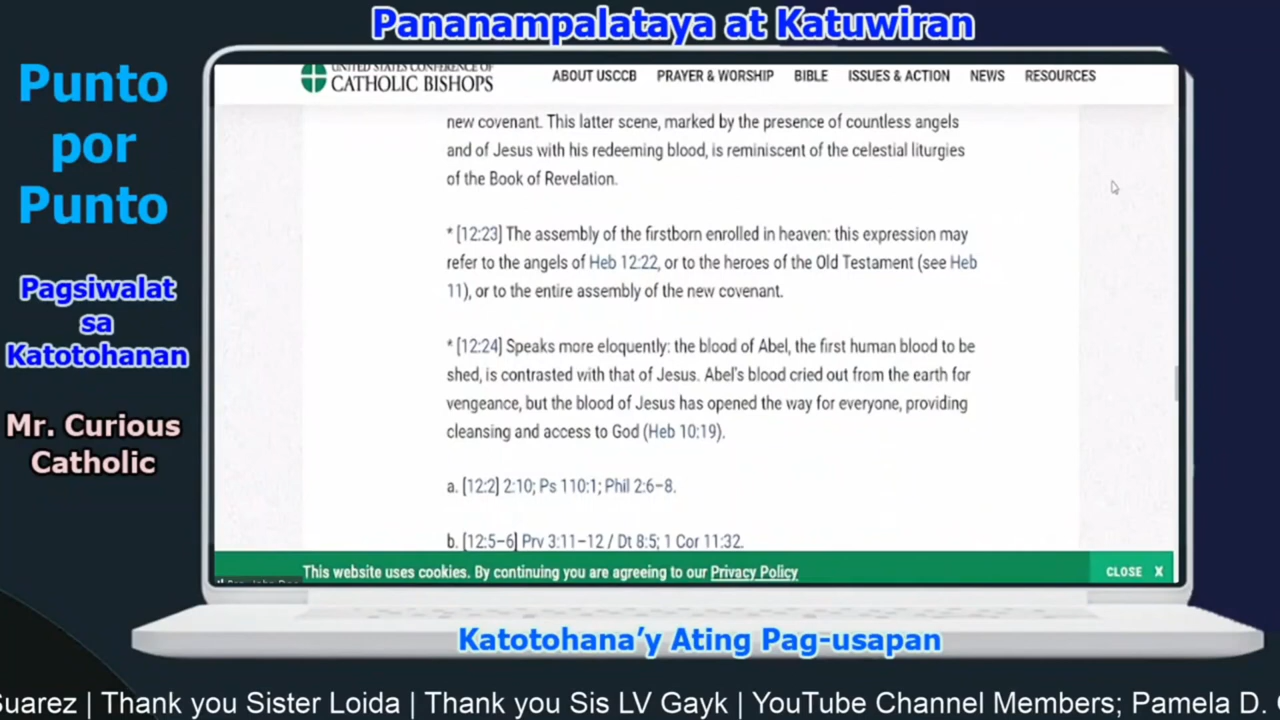 Pananampalataya at Katuwiran
Punto
por
Punto
Pagsiwalat
sa
Katotohanan
Mr. Curious
Catholic
UNITED STATES CONFERENCE OF
CATHOLIC BISHOPS
ABOUT USCCB PRAYER & WORSHIP BIBLE ISSUES & ACTION NEWS RESOURCES
new covenant. This latter scene, marked by the presence of countless angels
and of Jesus with his redeeming blood, is reminiscent of the celestial liturgies
of the Book of Revelation.
* [12:23] The assembly of the firstborn enrolled in heaven: this expression may
refer to the angels of Heb 12:22, or to the heroes of the Old Testament (see Heb
11), or to the entire assembly of the new covenant.
* [12:24] Speaks more eloquently: the blood of Abel, the first human blood to be
shed, is contrasted with that of Jesus. Abel's blood cried out from the earth for
vengeance, but the blood of Jesus has opened the way for everyone, providing
cleansing and access to God (Heb 10:19).
a. [12:2] 2:10; Ps 110:1; Phil 2:6–8.
b. [12:5–6] Prv 3:11–12 / Dt 8:5; 1 Cor 11:32.
This website uses cookies. By continuing you are agreeing to our Privacy Policy
CLOSE X
Katotohana’y Ating Pag-usapan
Suarez | Thank you Sister Loida | Thank you Sis LV Gayk | YouTube Channel Members; Pamela D.